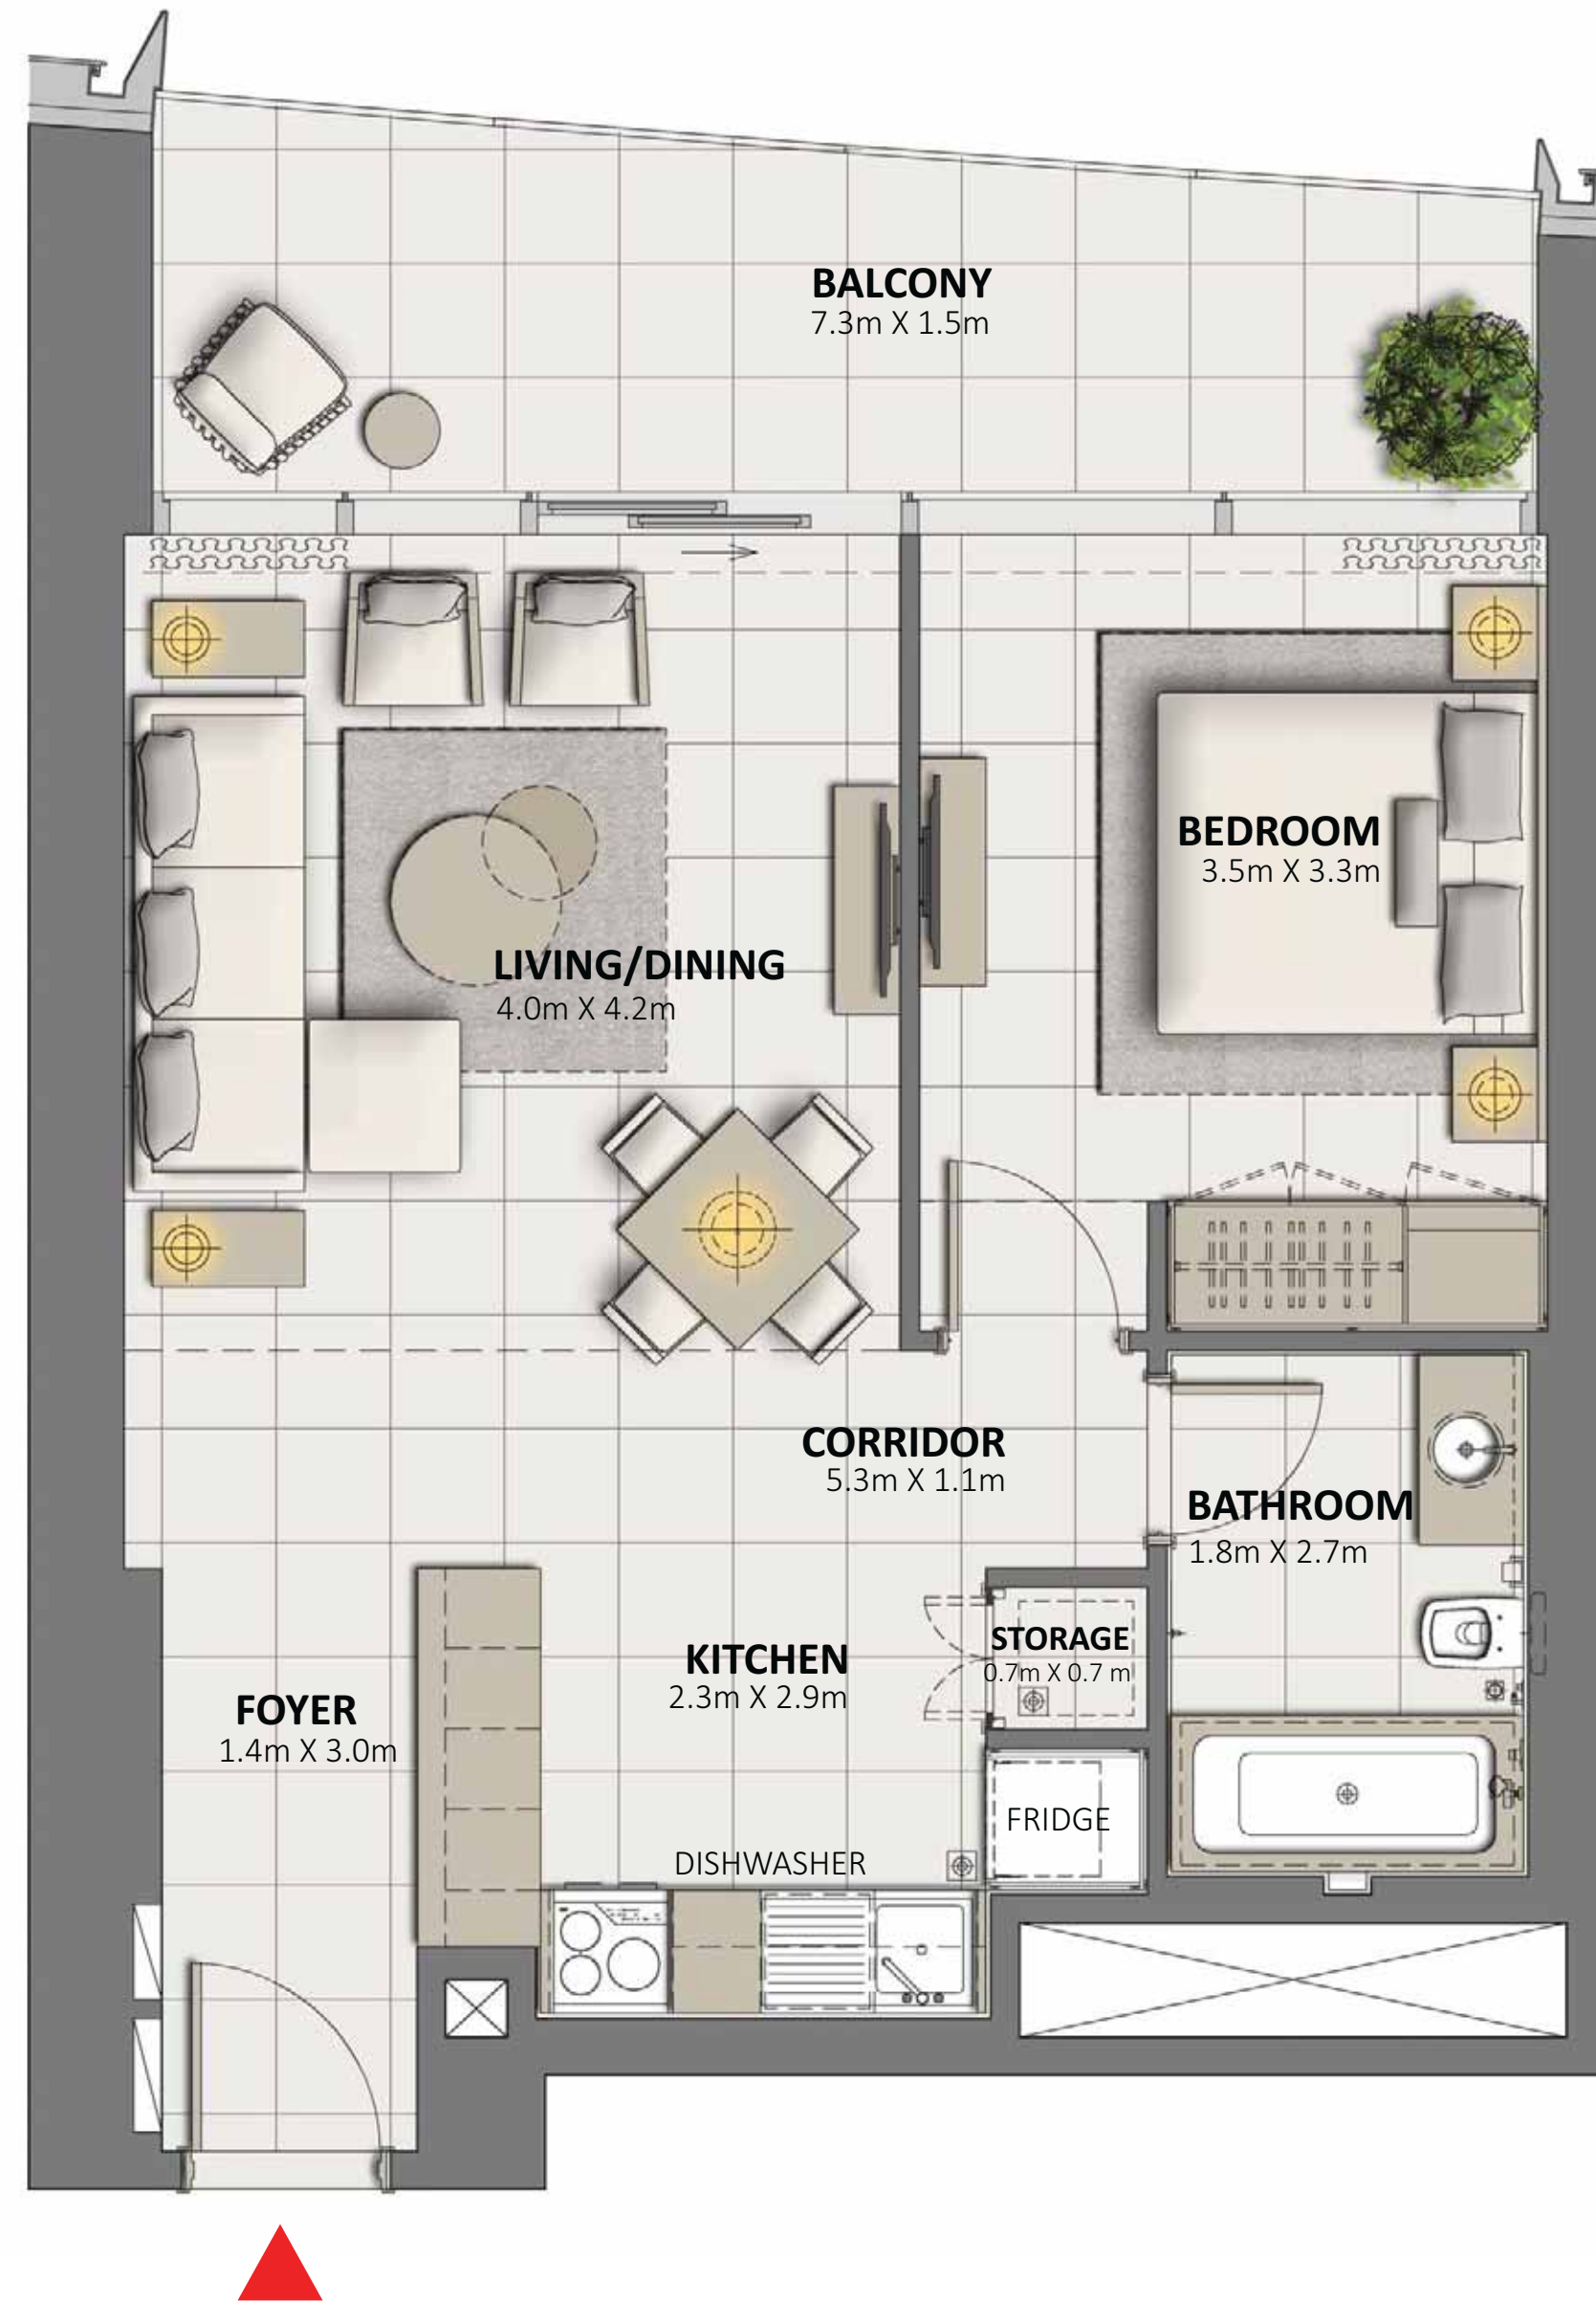 BALCONY
7.3m X 1.5m
BEDROOM
3.5m X 3.3m
LIVING/DINING
4.0m X 4.2m
CORRIDOR
5.3m X 1.1m
BATHROOM
1.8m X 2.7m
STORAGE
0.7m X 0.7 m
KITCHEN
2.3m X 2.9m
FOYER
1.4m X 3.0m
FRIDGE
DISHWASHER